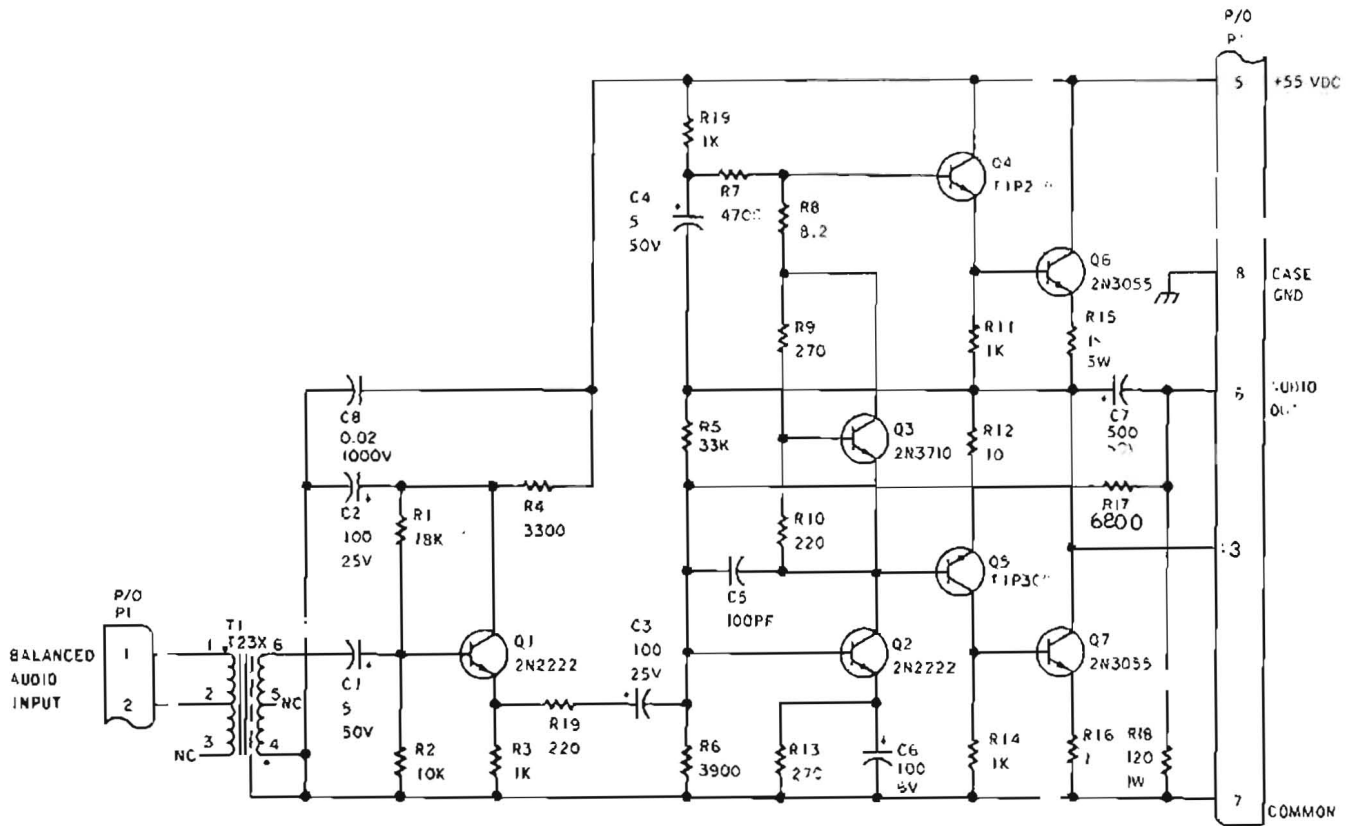 P/O
5
+55 VDC
R19
1K
Q4
C4
5
50V
R7
R8
8.2
Q6
2N3055
8
CASE
GND
R9
270
R11
1K
R15
C8
0.02
1000V
R5
33K
Q3
2N3710
R12
10
C7
500
C2
100
25V
R1
18K
R4
3300
R10
220
R17
6800
3
C5
100PF
Q5
P/O
P1
T1
T23X
BALANCED
AUDIO
INPUT
1
2
1
2
3
NC
6
5
NC
4
C1
5
50V
Q1
2N2222
C3
100
25V
Q2
2N2222
Q7
2N3055
R19
220
R2
10K
R3
1K
R6
3900
R13
270
C6
100
R14
1K
R16
R18
120
1W
7
COMMON